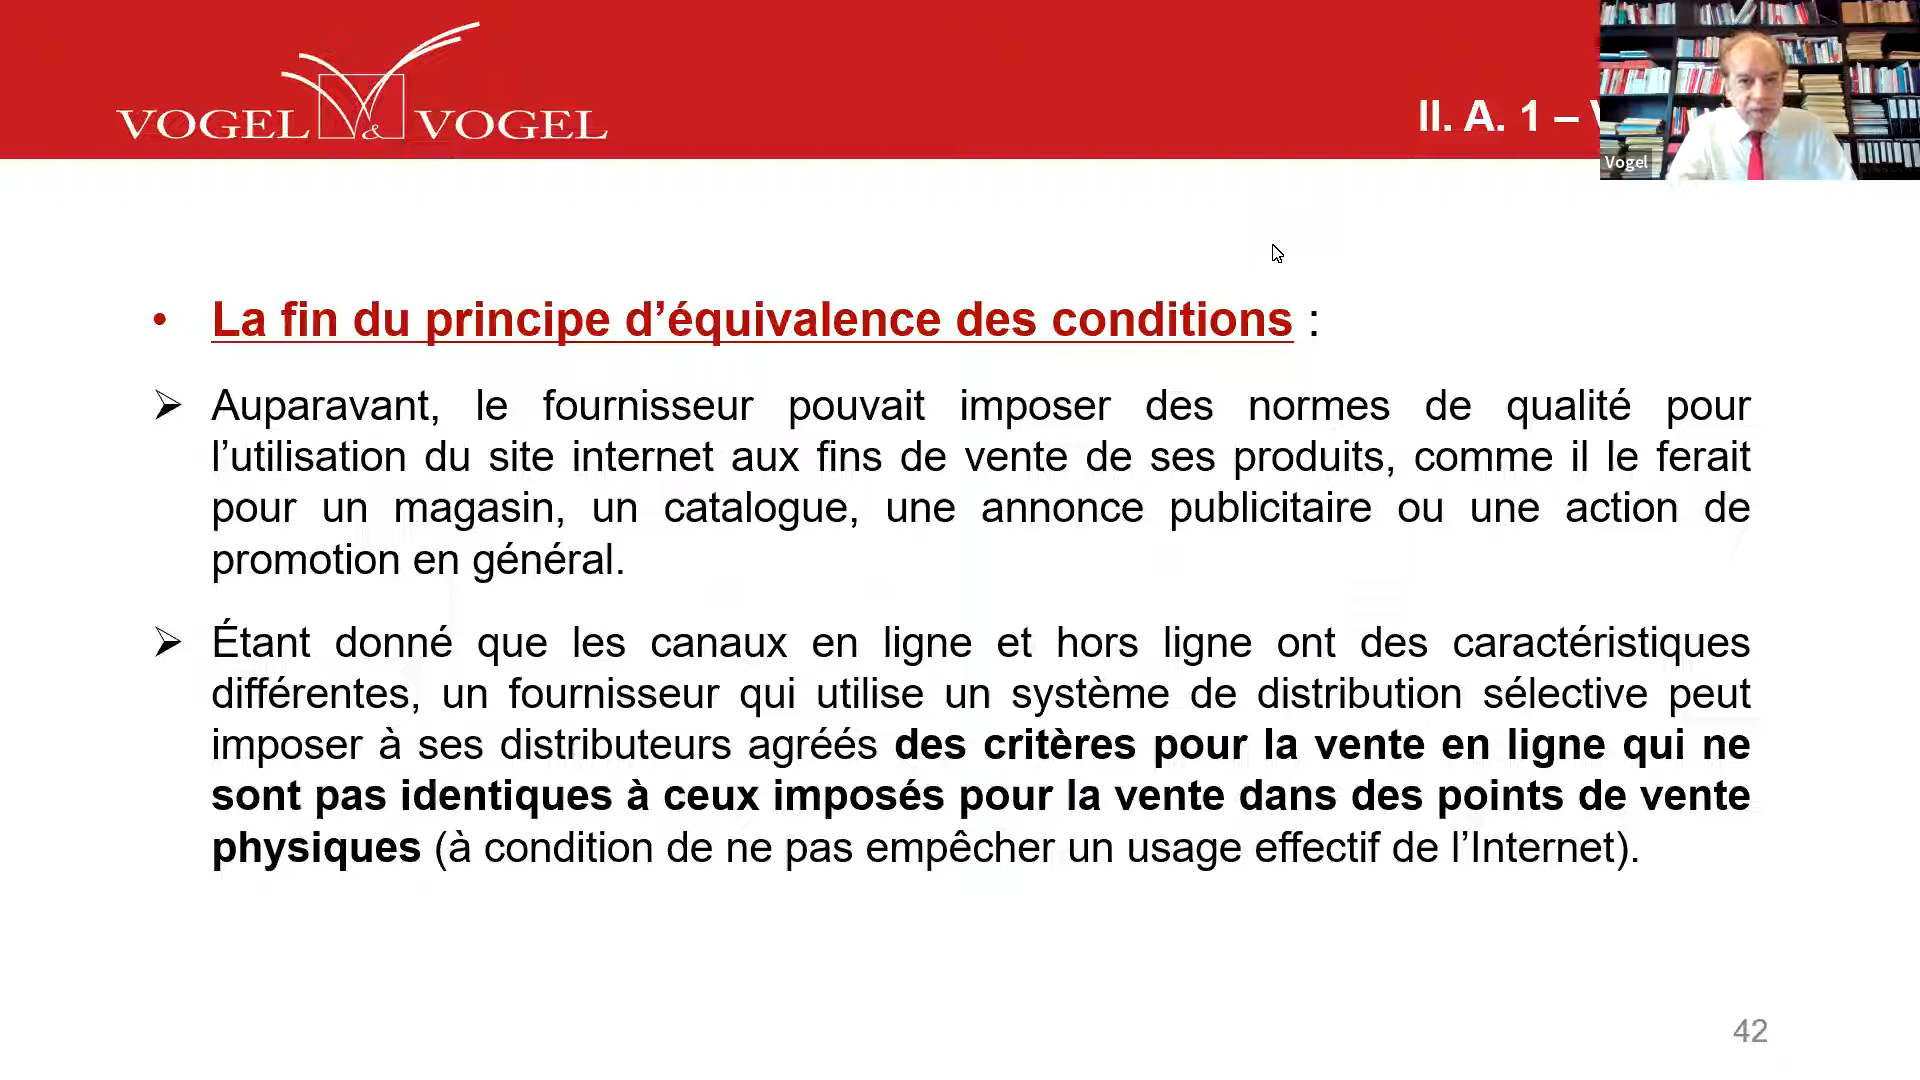 VOGEL & VOGEL
II. A. 1 –
Vogel
• La fin du principe d’équivalence des conditions :
➢ Auparavant, le fournisseur pouvait imposer des normes de qualité pour
l’utilisation du site internet aux fins de vente de ses produits, comme il le ferait
pour un magasin, un catalogue, une annonce publicitaire ou une action de
promotion en général.
➢ Étant donné que les canaux en ligne et hors ligne ont des caractéristiques
différentes, un fournisseur qui utilise un système de distribution sélective peut
imposer à ses distributeurs agréés des critères pour la vente en ligne qui ne
sont pas identiques à ceux imposés pour la vente dans des points de vente
physiques (à condition de ne pas empêcher un usage effectif de l’Internet).
42